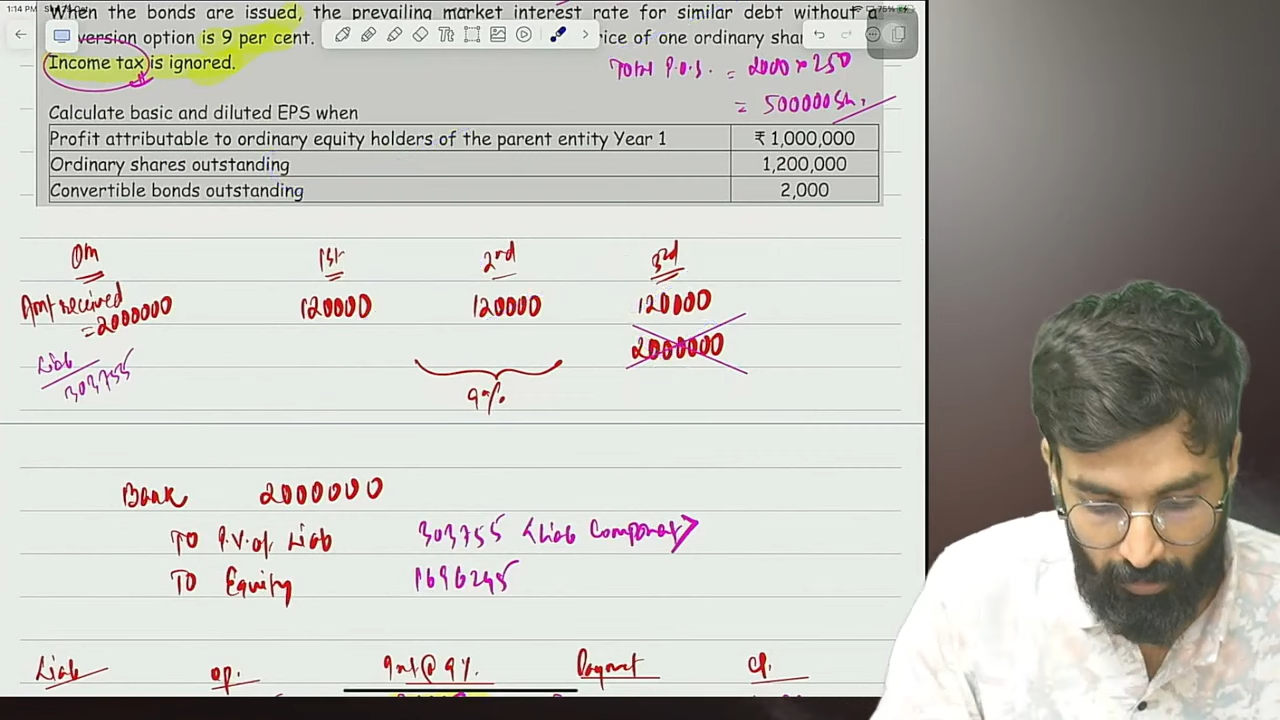 1:14 PM
75%
When the bonds are issued, the prevailing market interest rate for similar debt without a
version option is 9 per cent. rice of one ordinary shar
Income tax is ignored.
Total P.O.S. = 2000 × 250
= 500000 Sh.
Calculate basic and diluted EPS when
Profit attributable to ordinary equity holders of the parent entity Year 1 ₹ 1,000,000
Ordinary shares outstanding 1,200,000
Convertible bonds outstanding 2,000
0m 1st 2nd 3rd
Amt received 120000 120000 120000
= 2000000
2000000
Liab
303755
9%
Bank 2000000
To P.V. of Liab 303755 <Liab Component>
To Equity 1696245
Liab op. Int @ 9%. Payment cl.